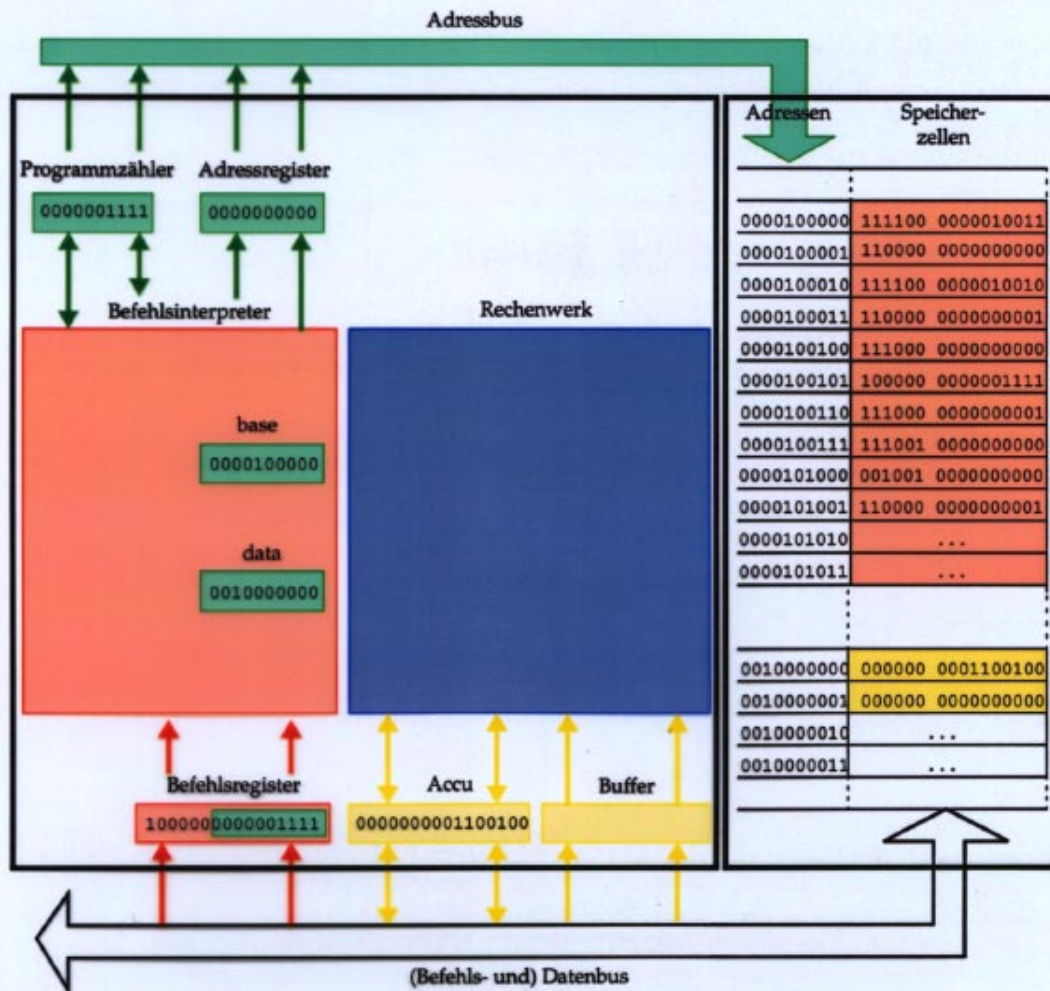 Adressbus
Adressen Speicher-
zellen
Programmzähler Adressregister
0000001111 0000000000
Befehlsinterpreter Rechenwerk
base
0000100000
data
0010000000
Befehlsregister Accu Buffer
1000000000001111 0000000001100100
0000100000 111100 0000010011
0000100001 110000 0000000000
0000100010 111100 0000010010
0000100011 110000 0000000001
0000100100 111000 0000000000
0000100101 100000 0000001111
0000100110 111000 0000000001
0000100111 111001 0000000000
0000101000 001001 0000000000
0000101001 110000 0000000001
0000101010 ...
0000101011 ...
0010000000 000000 0001100100
0010000001 000000 0000000000
0010000010 ...
0010000011 ...
(Befehls- und) Datenbus